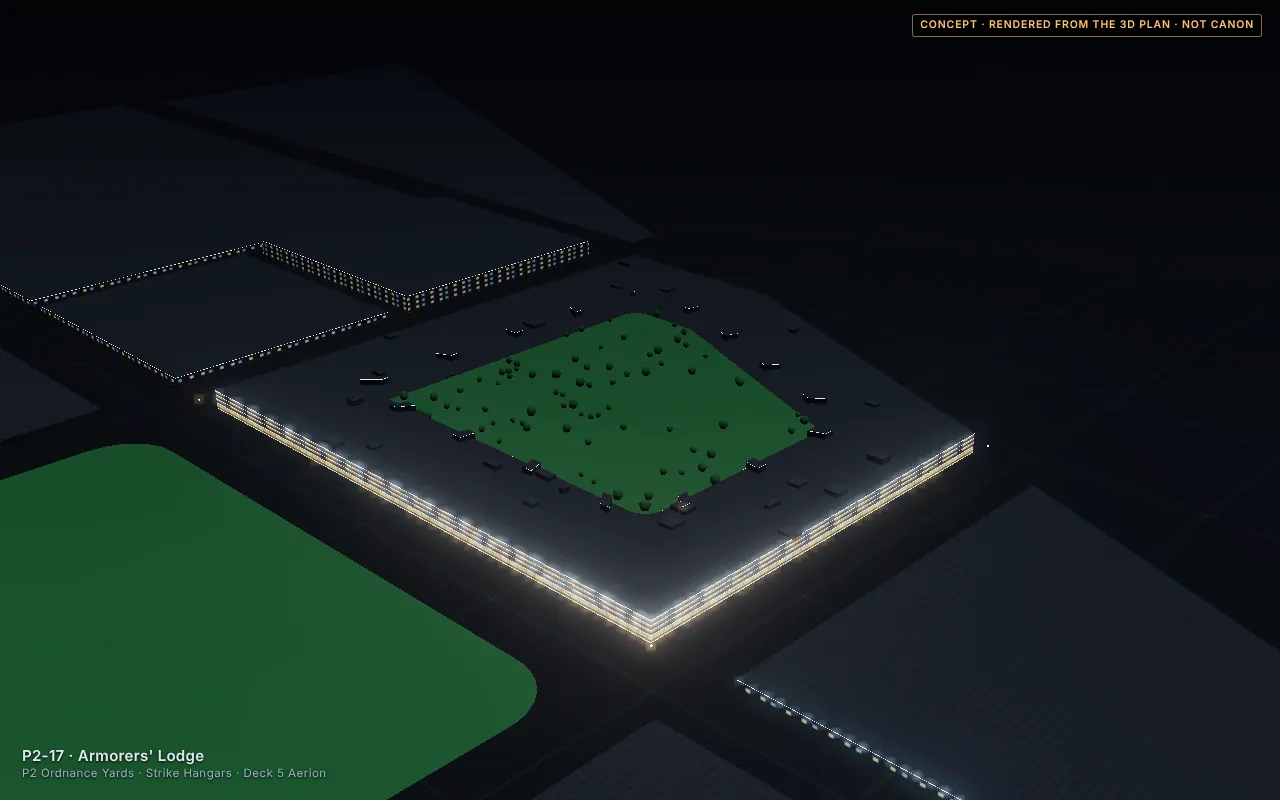 CONCEPT · RENDERED FROM THE 3D PLAN · NOT CANON
P2-17 · Armorers' Lodge
P2 Ordnance Yards · Strike Hangars · Deck 5 Aerion